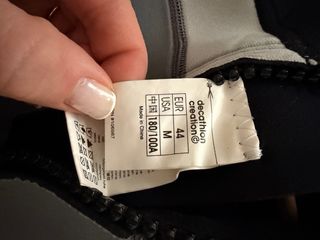 decathlon
creation©
EUR 44
USA M
中国 180/100A
Made in China